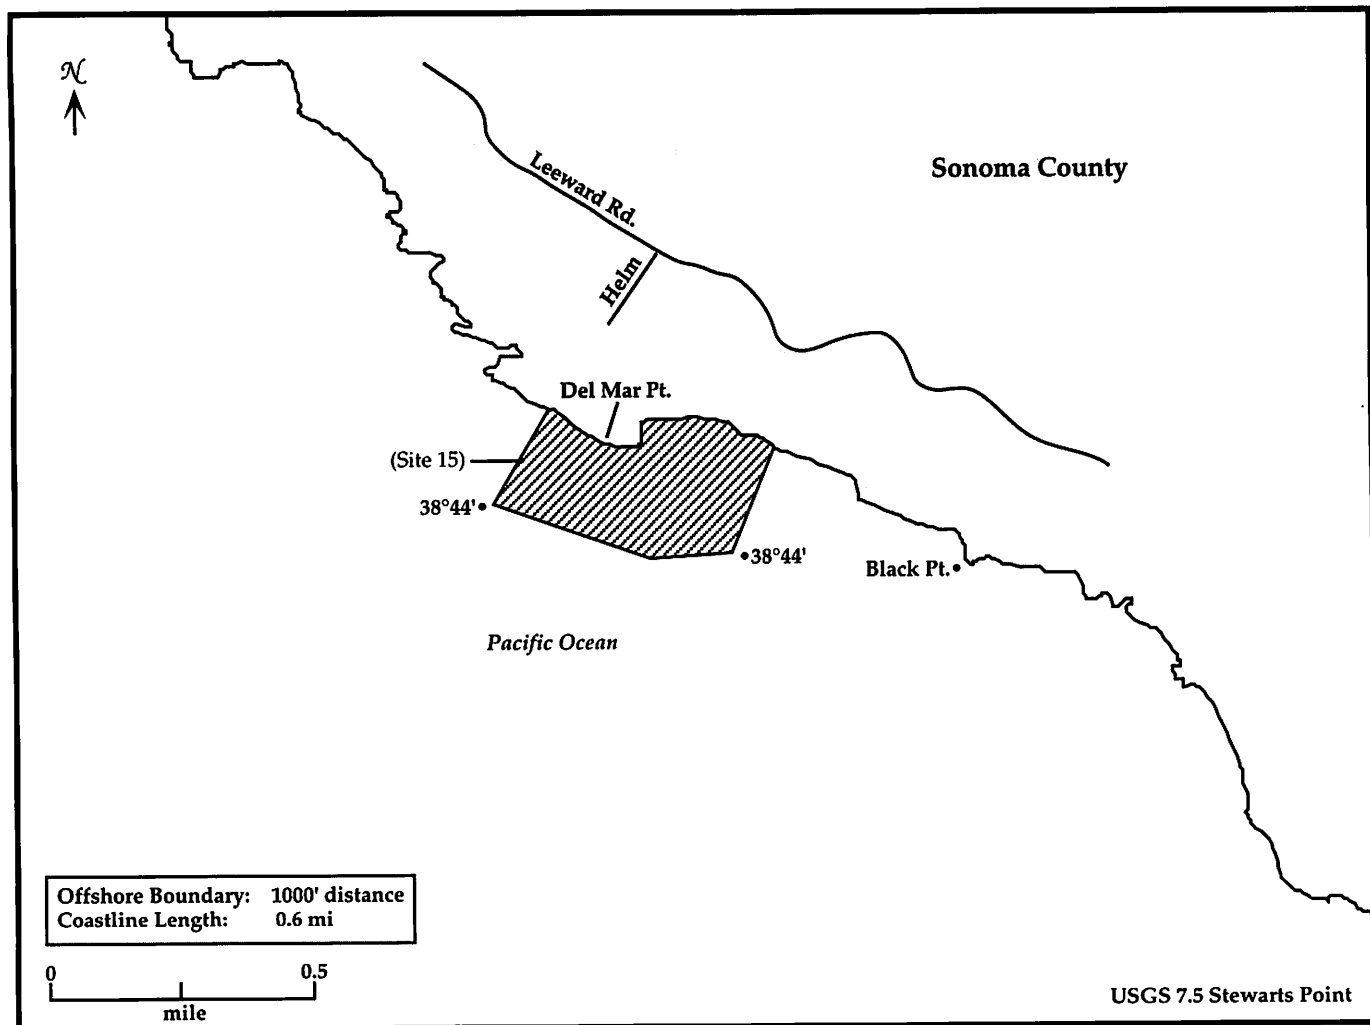 N
Sonoma County
Leeward Rd.
Helm
Del Mar Pt.
(Site 15)
38°44'
38°44'
Black Pt.
Pacific Ocean
Offshore Boundary: 1000' distance
Coastline Length: 0.6 mi
0 0.5
mile
USGS 7.5 Stewarts Point